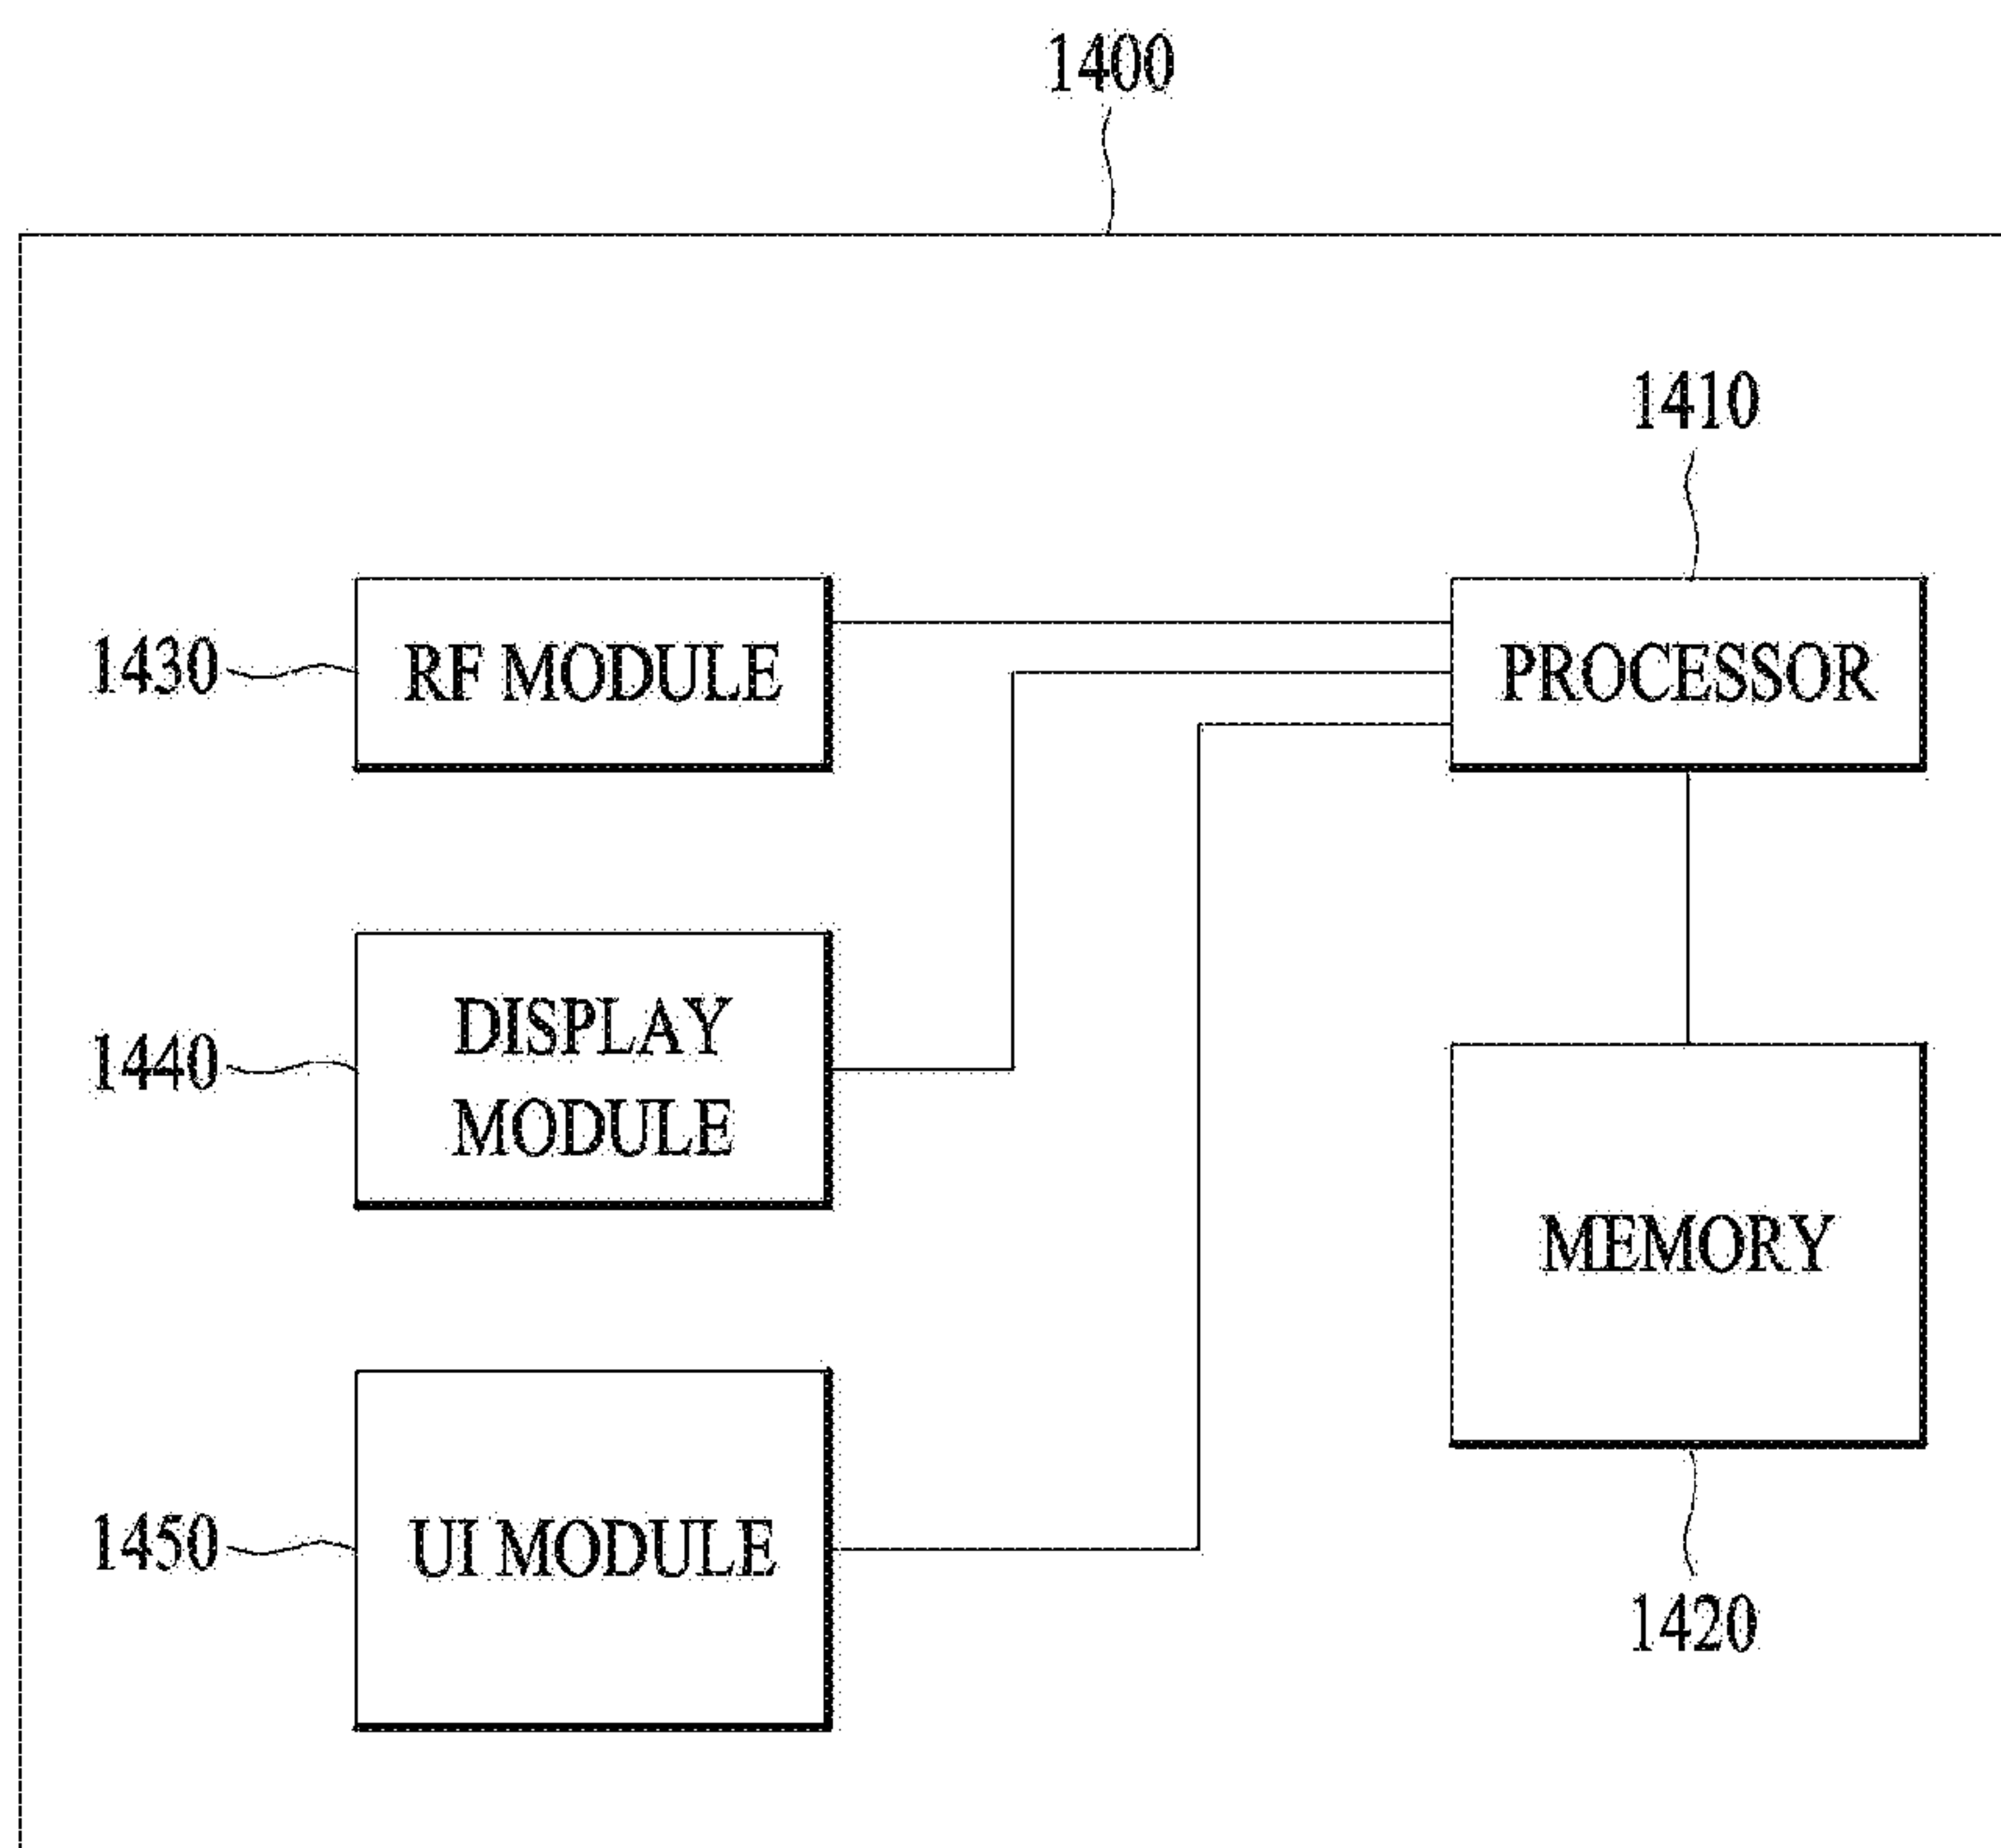 1400
1410
1430
RF MODULE
PROCESSOR
1440
DISPLAY
MODULE
MEMORY
1450
UI MODULE
1420